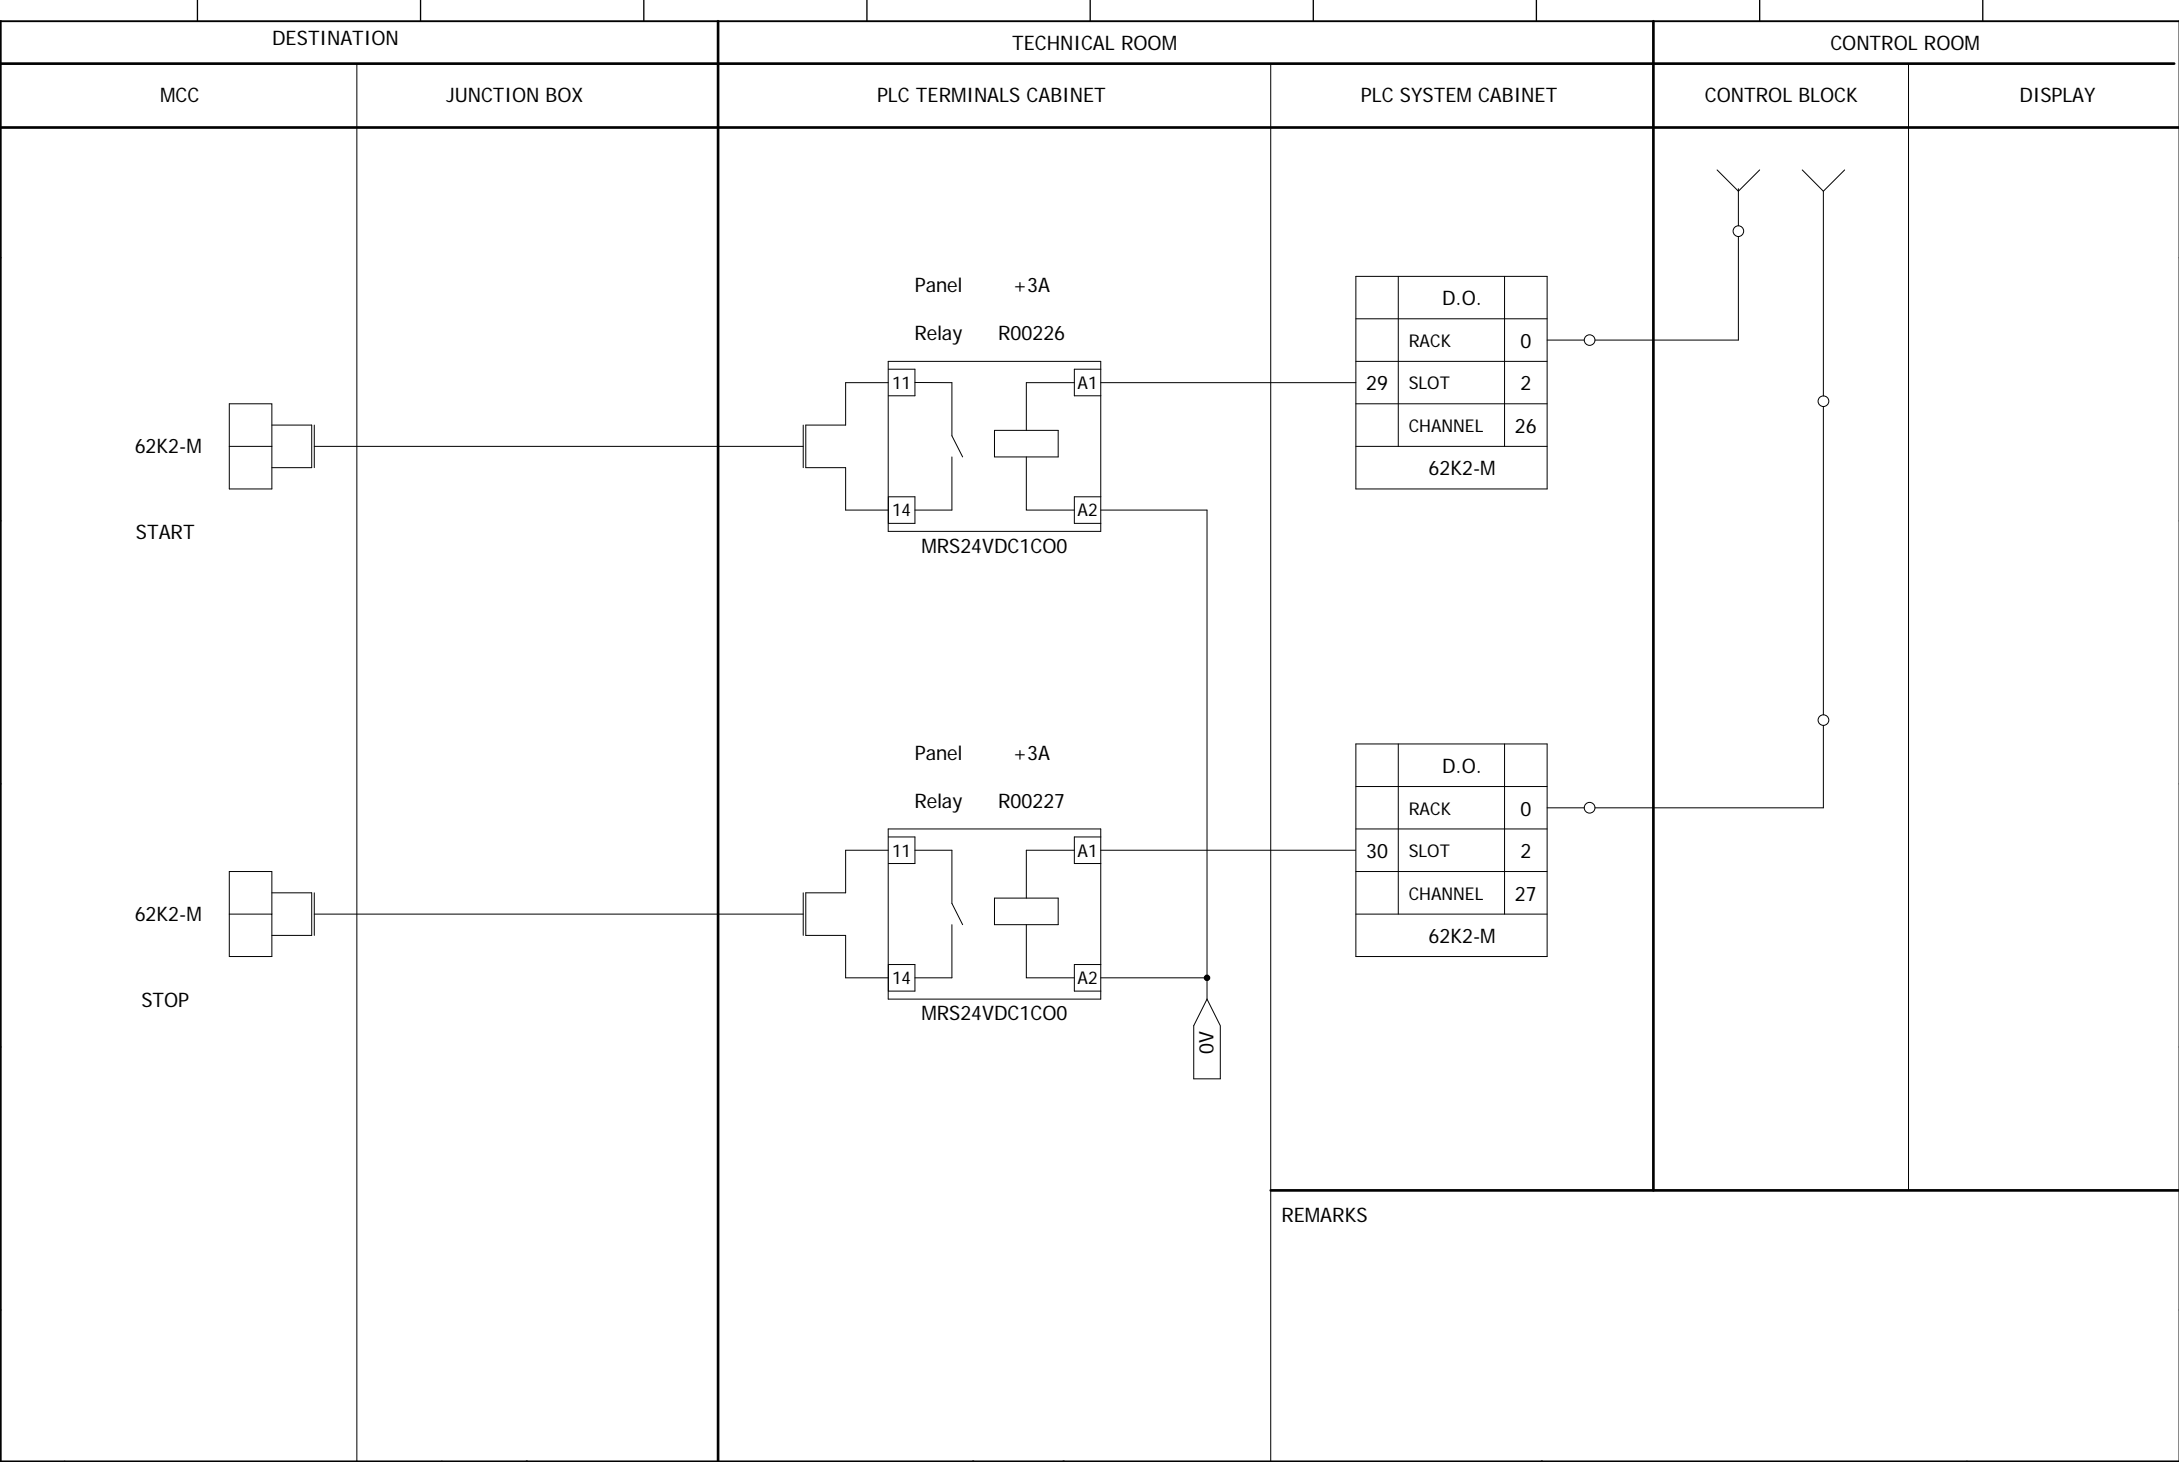 DESTINATION TECHNICAL ROOM CONTROL ROOM
MCC JUNCTION BOX PLC TERMINALS CABINET PLC SYSTEM CABINET CONTROL BLOCK DISPLAY
Panel +3A
D.O.
Relay R00226
RACK 0
11 A1 29 SLOT 2
CHANNEL 26
62K2-M
62K2-M
14 A2
START
MRS24VDC1CO0
Panel +3A
D.O.
Relay R00227
RACK 0
11 A1 30 SLOT 2
CHANNEL 27
62K2-M
62K2-M
14 A2
STOP
MRS24VDC1CO0
0V
REMARKS